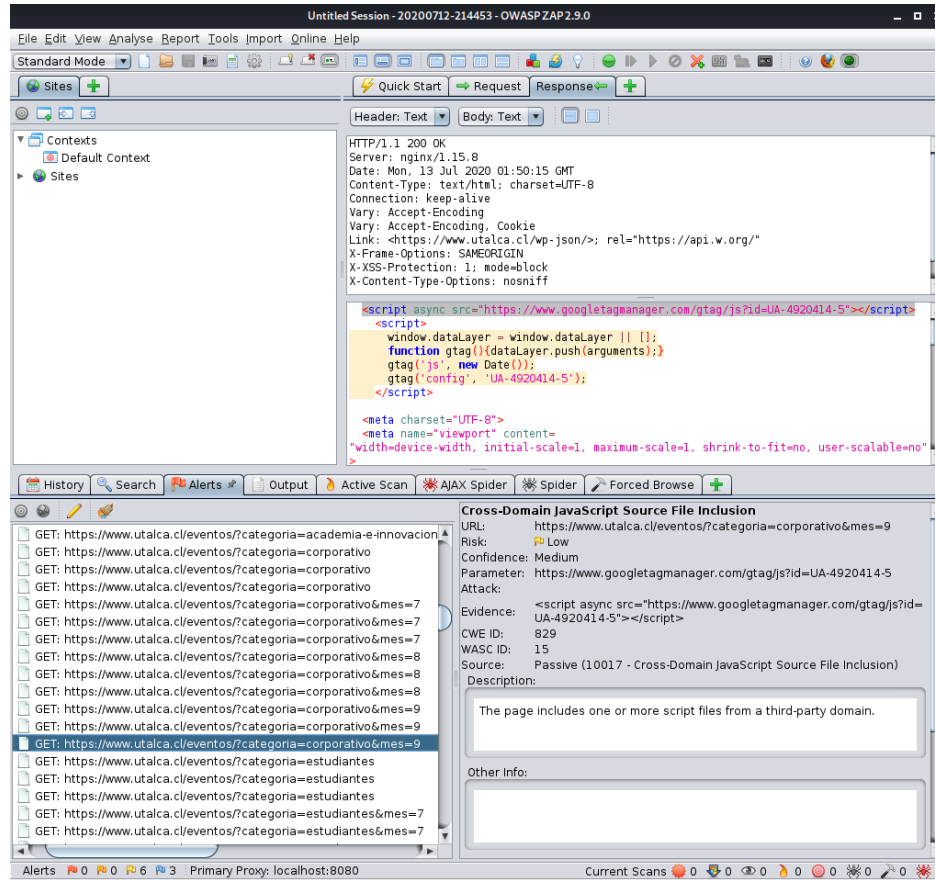 Untitled Session - 20200712-214453 - OWASP ZAP 2.9.0
File Edit View Analyse Report Tools Import Online Help
Standard Mode
Sites
Quick Start
Request
Response
Header: Text
Body: Text
Contexts
Default Context
Sites
HTTP/1.1 200 OK
Server: nginx/1.15.8
Date: Mon, 13 Jul 2020 01:50:15 GMT
Content-Type: text/html; charset=UTF-8
Connection: keep-alive
Vary: Accept-Encoding
Vary: Accept-Encoding, Cookie
Link: <https://www.utalca.cl/wp-json/>; rel="https://api.w.org/"
X-Frame-Options: SAMEORIGIN
X-XSS-Protection: 1; mode=block
X-Content-Type-Options: nosniff
<script async src="https://www.googletagmanager.com/gtag/js?id=UA-4920414-5"></script>
<script>
window.dataLayer = window.dataLayer || [];
function gtag(){dataLayer.push(arguments);}
gtag('js', new Date());
gtag('config', 'UA-4920414-5');
</script>
<meta charset="UTF-8">
<meta name="viewport" content=
"width=device-width, initial-scale=1, maximum-scale=1, shrink-to-fit=no, user-scalable=no"
>
History
Search
Alerts
Output
Active Scan
AJAX Spider
Spider
Forced Browse
GET: https://www.utalca.cl/eventos/?categoria=academia-e-innovacion
GET: https://www.utalca.cl/eventos/?categoria=corporativo
GET: https://www.utalca.cl/eventos/?categoria=corporativo
GET: https://www.utalca.cl/eventos/?categoria=corporativo
GET: https://www.utalca.cl/eventos/?categoria=corporativo&mes=7
GET: https://www.utalca.cl/eventos/?categoria=corporativo&mes=7
GET: https://www.utalca.cl/eventos/?categoria=corporativo&mes=7
GET: https://www.utalca.cl/eventos/?categoria=corporativo&mes=8
GET: https://www.utalca.cl/eventos/?categoria=corporativo&mes=8
GET: https://www.utalca.cl/eventos/?categoria=corporativo&mes=8
GET: https://www.utalca.cl/eventos/?categoria=corporativo&mes=9
GET: https://www.utalca.cl/eventos/?categoria=corporativo&mes=9
GET: https://www.utalca.cl/eventos/?categoria=corporativo&mes=9
GET: https://www.utalca.cl/eventos/?categoria=estudiantes
GET: https://www.utalca.cl/eventos/?categoria=estudiantes
GET: https://www.utalca.cl/eventos/?categoria=estudiantes
GET: https://www.utalca.cl/eventos/?categoria=estudiantes&mes=7
GET: https://www.utalca.cl/eventos/?categoria=estudiantes&mes=7
Cross-Domain JavaScript Source File Inclusion
URL: https://www.utalca.cl/eventos/?categoria=corporativo&mes=9
Risk: Low
Confidence: Medium
Parameter: https://www.googletagmanager.com/gtag/js?id=UA-4920414-5
Attack:
Evidence: <script async src="https://www.googletagmanager.com/gtag/js?id=
UA-4920414-5"></script>
CWE ID: 829
WASC ID: 15
Source: Passive (10017 - Cross-Domain JavaScript Source File Inclusion)
Description:
The page includes one or more script files from a third-party domain.
Other Info:
Alerts 0 0 6 3 Primary Proxy: localhost:8080
Current Scans 0 0 0 0 0 0 0